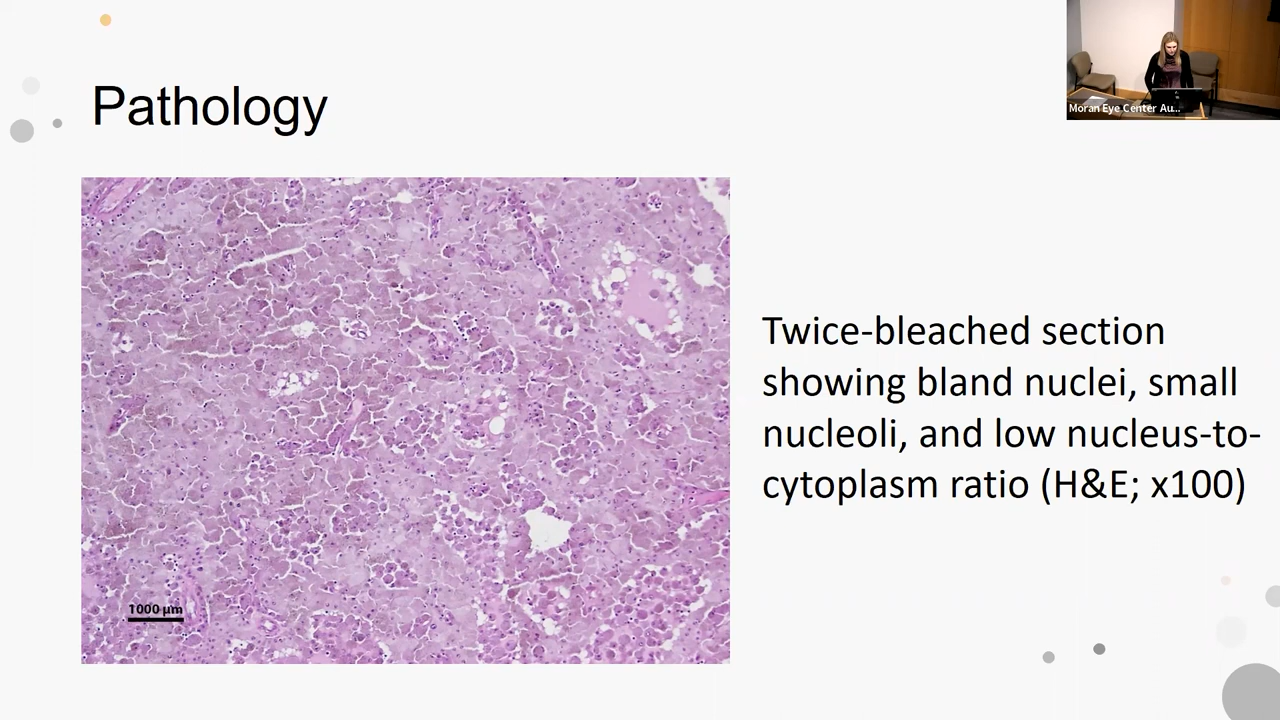 Pathology
Moran Eye Center Au...
Twice-bleached section
showing bland nuclei, small
nucleoli, and low nucleus-to-
cytoplasm ratio (H&E; x100)
1000 µm